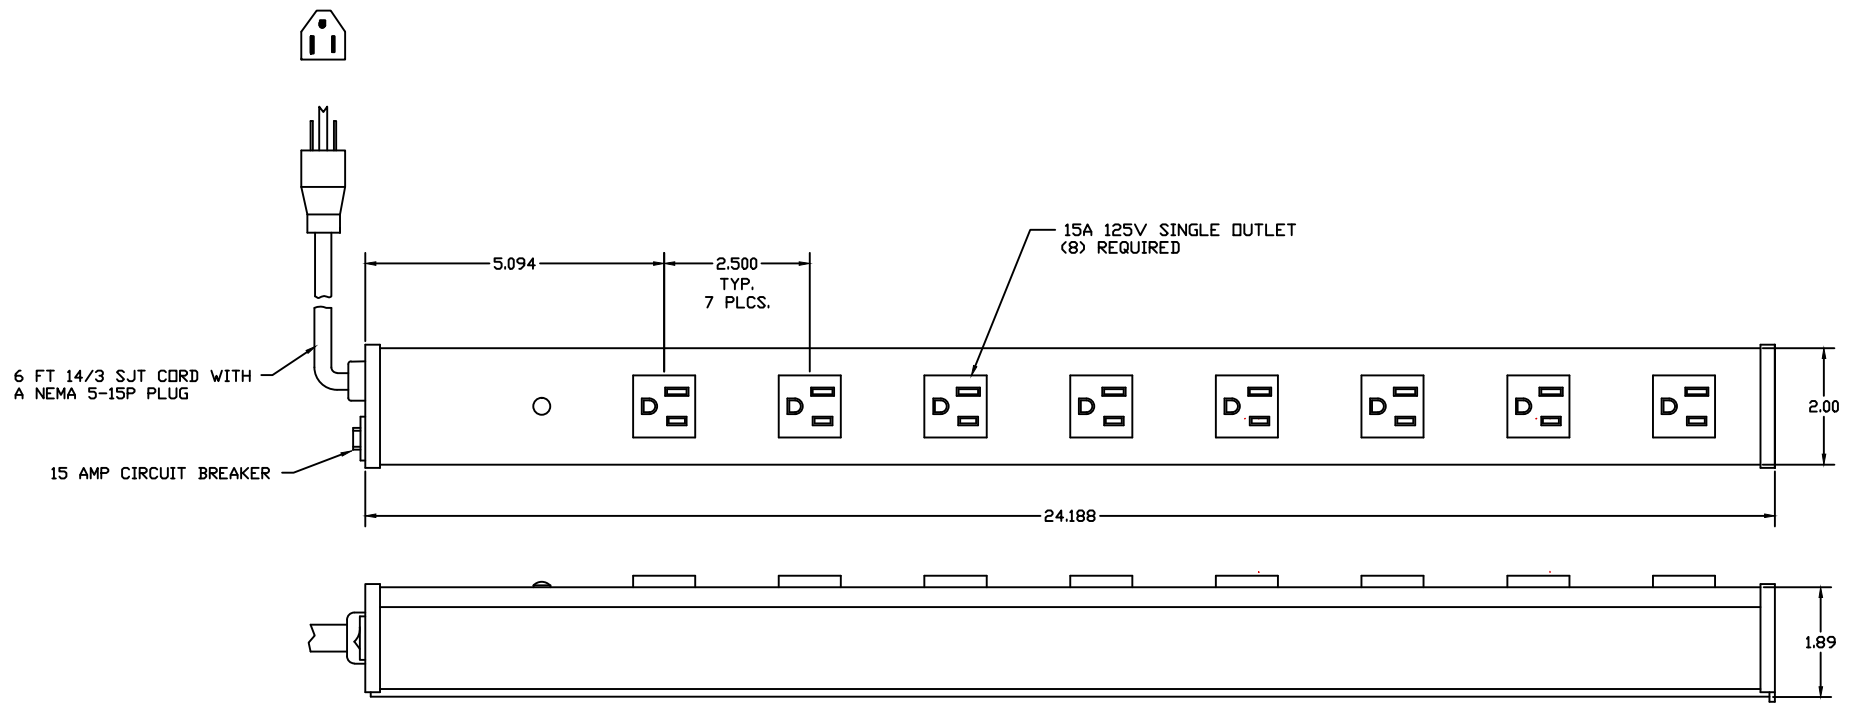 15A 125V SINGLE OUTLET
(8) REQUIRED
5.094
2.500
TYP.
7 PLCS.
6 FT 14/3 SJT CORD WITH
A NEMA 5-15P PLUG
2.00
15 AMP CIRCUIT BREAKER
24.188
1.89